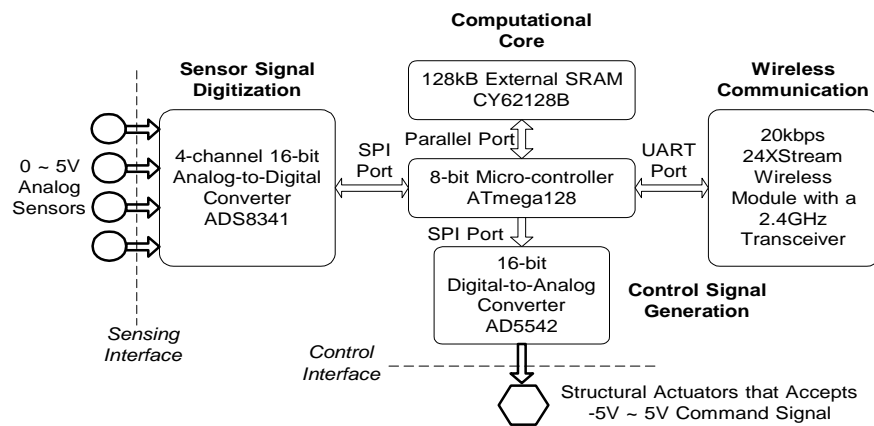 Computational
Core
Sensor Signal
Digitization
Wireless
Communication
128kB External SRAM
CY62128B
0 ~ 5V
Analog
Sensors
4-channel 16-bit
Analog-to-Digital
Converter
ADS8341
SPI
Port
Parallel Port
8-bit Micro-controller
ATmega128
UART
Port
20kbps
24XStream
Wireless
Module with a
2.4GHz
Transceiver
SPI Port
16-bit
Digital-to-Analog
Converter
AD5542
Control Signal
Generation
Sensing
Interface
Control
Interface
Structural Actuators that Accepts
-5V ~ 5V Command Signal